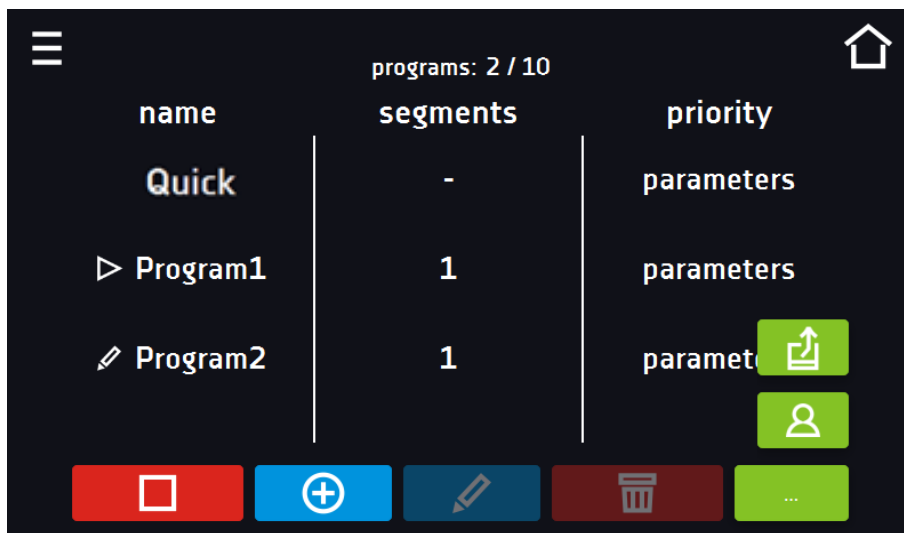 programs: 2 / 10
name segments priority
Quick - parameters
Program1 1 parameters
Program2 1 paramet
...